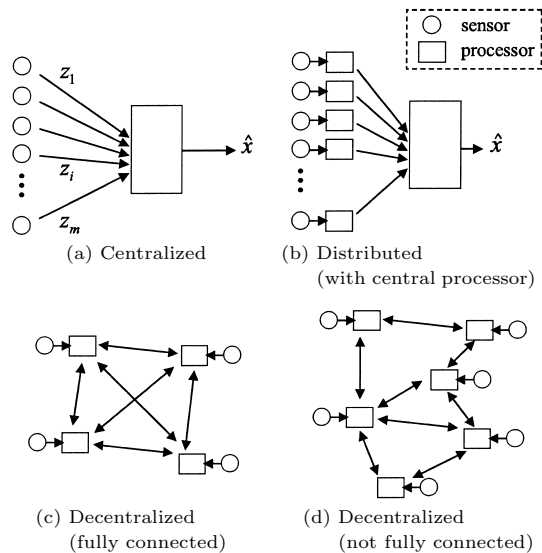 sensor
processor
z₁
zᵢ
zₘ
x̂
x̂
(a) Centralized
(b) Distributed
(with central processor)
(c) Decentralized
(fully connected)
(d) Decentralized
(not fully connected)